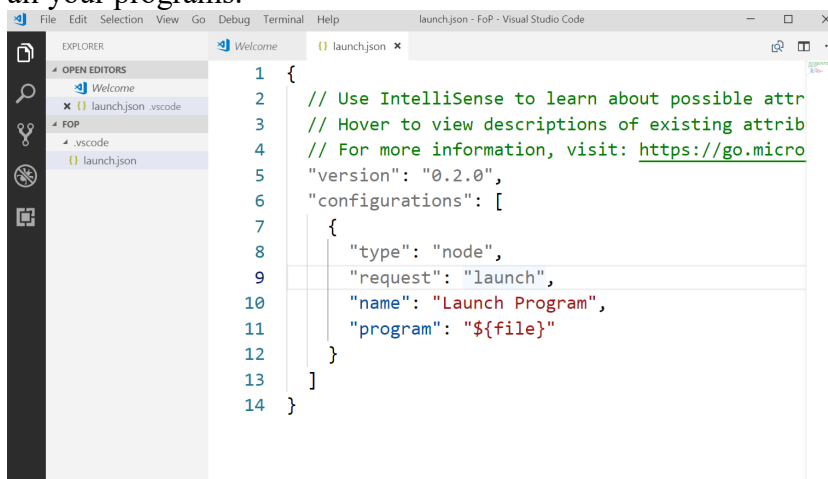 all your programs.
File Edit Selection View Go Debug Terminal Help launch.json - FoP - Visual Studio Code
EXPLORER
OPEN EDITORS
Welcome
launch.json .vscode
FOP
.vscode
{} launch.json
Welcome {} launch.json
1 {
2 // Use IntelliSense to learn about possible attr
3 // Hover to view descriptions of existing attrib
4 // For more information, visit: https://go.micro
5 "version": "0.2.0",
6 "configurations": [
7 {
8 "type": "node",
9 "request": "launch",
10 "name": "Launch Program",
11 "program": "${file}"
12 }
13 ]
14 }